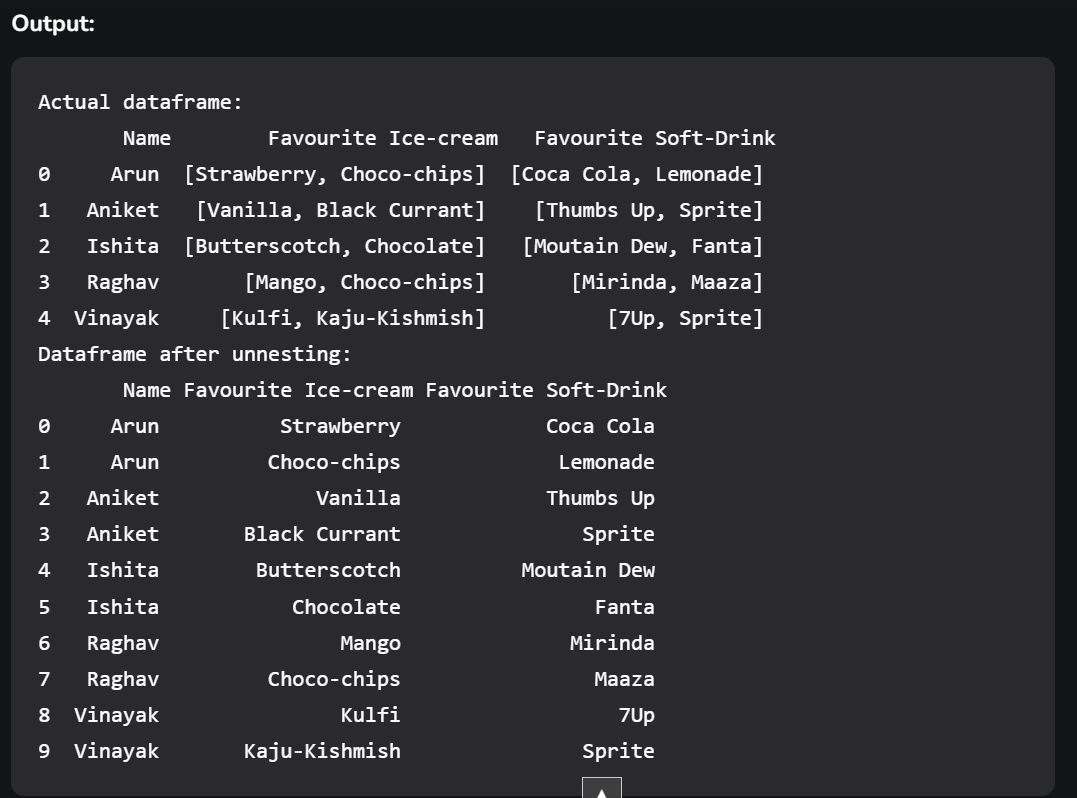 Output:
Actual dataframe:
       Name        Favourite Ice-cream   Favourite Soft-Drink
0     Arun  [Strawberry, Choco-chips]  [Coca Cola, Lemonade]
1   Aniket   [Vanilla, Black Currant]    [Thumbs Up, Sprite]
2   Ishita  [Butterscotch, Chocolate]   [Moutain Dew, Fanta]
3   Raghav       [Mango, Choco-chips]       [Mirinda, Maaza]
4  Vinayak     [Kulfi, Kaju-Kishmish]          [7Up, Sprite]
Dataframe after unnesting:
       Name Favourite Ice-cream Favourite Soft-Drink
0     Arun          Strawberry            Coca Cola
1     Arun         Choco-chips             Lemonade
2   Aniket             Vanilla            Thumbs Up
3   Aniket       Black Currant               Sprite
4   Ishita        Butterscotch          Moutain Dew
5   Ishita           Chocolate                Fanta
6   Raghav               Mango              Mirinda
7   Raghav         Choco-chips                Maaza
8  Vinayak               Kulfi                  7Up
9  Vinayak       Kaju-Kishmish               Sprite